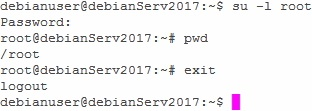 debianuser@debianServ2017:~$ su -l root
Password:
root@debianServ2017:~# pwd
/root
root@debianServ2017:~# exit
logout
debianuser@debianServ2017:~$